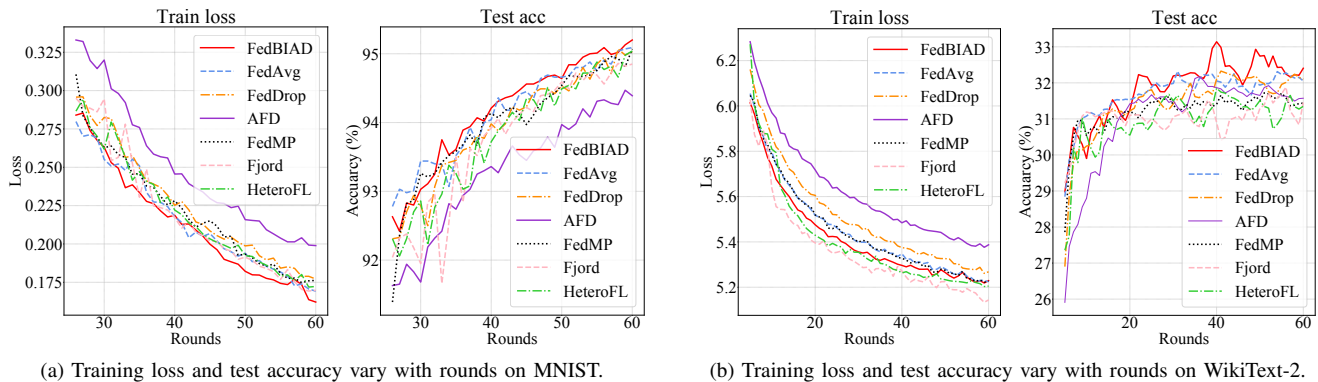 Train loss
0.325
0.300
0.275
0.250
0.225
0.200
0.175
Loss
30
40
50
60
Rounds
FedBIAD
FedAvg
FedDrop
AFD
FedMP
Fjord
HeteroFL
Test acc
95
94
93
92
Accuarcy (%)
30
40
50
60
Rounds
FedBIAD
FedAvg
FedDrop
AFD
FedMP
Fjord
HeteroFL
(a) Training loss and test accuracy vary with rounds on MNIST.
Train loss
6.2
6.0
5.8
5.6
5.4
5.2
Loss
20
40
60
Rounds
FedBIAD
FedAvg
FedDrop
AFD
FedMP
Fjord
HeteroFL
Test acc
33
32
31
30
29
28
27
26
Accuarcy (%)
20
40
60
Rounds
FedBIAD
FedAvg
FedDrop
AFD
FedMP
Fjord
HeteroFL
(b) Training loss and test accuracy vary with rounds on WikiText-2.